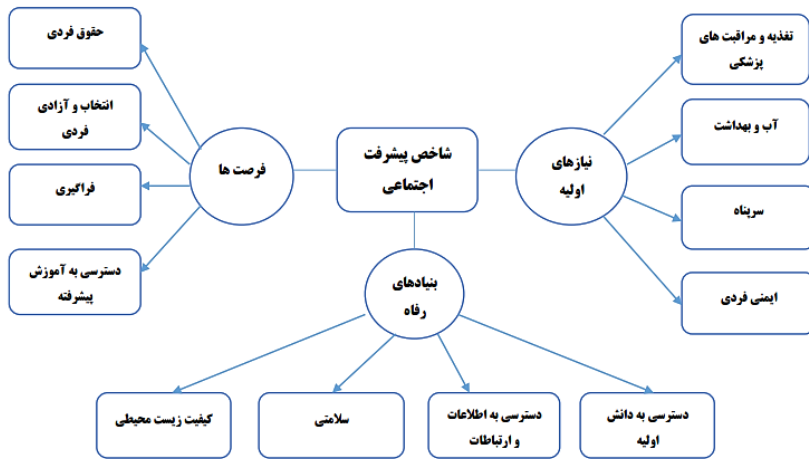 شاخص پیشرفت
اجتماعی
نیازهای
اولیه
تغذیه و مراقبت های
پزشکی
آب و بهداشت
سرپناه
ایمنی فردی
بنیادهای
رفاه
دسترسی به دانش
اولیه
دسترسی به اطلاعات
و ارتباطات
سلامتی
کیفیت زیست محیطی
فرصت ها
حقوق فردی
انتخاب و آزادی
فردی
فراگیری
دسترسی به آموزش
پیشرفته